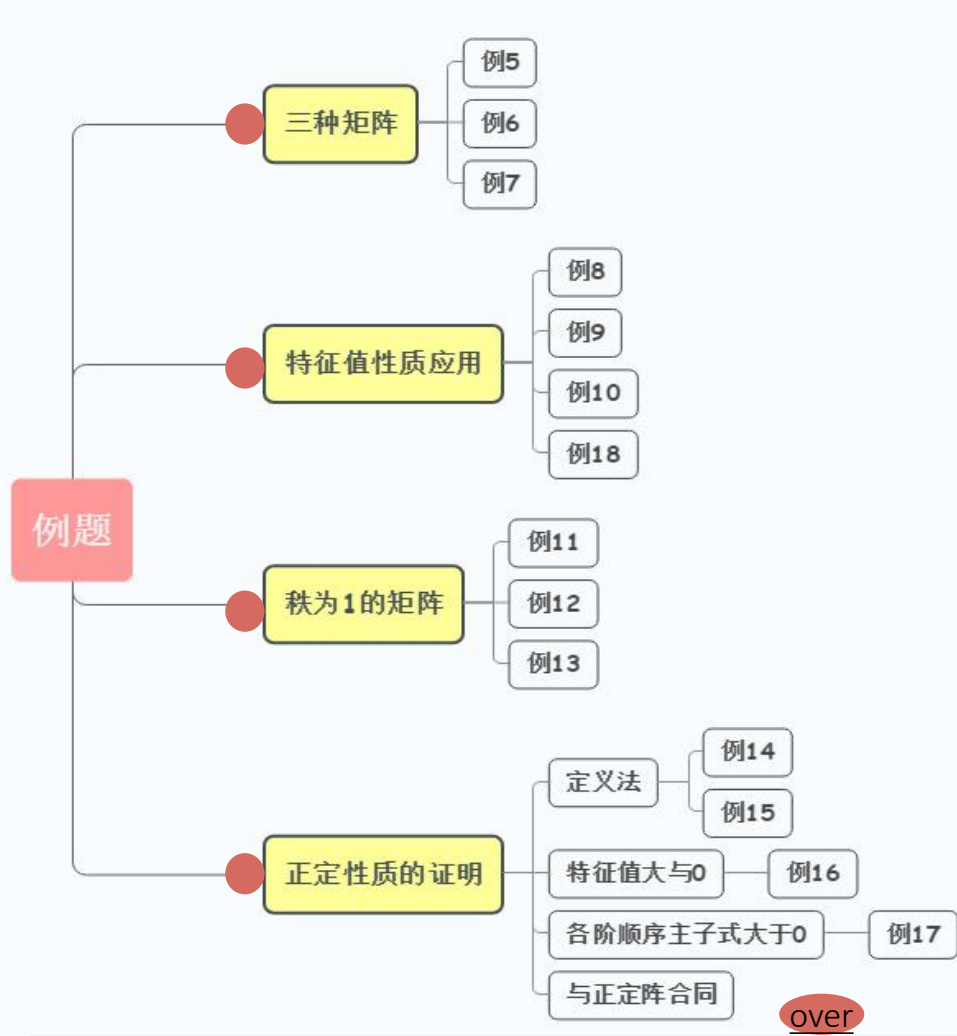 例题
三种矩阵
例5
例6
例7
特征值性质应用
例8
例9
例10
例18
秩为1的矩阵
例11
例12
例13
正定性质的证明
定义法
例14
例15
特征值大与0
例16
各阶顺序主子式大于0
例17
与正定阵合同
over